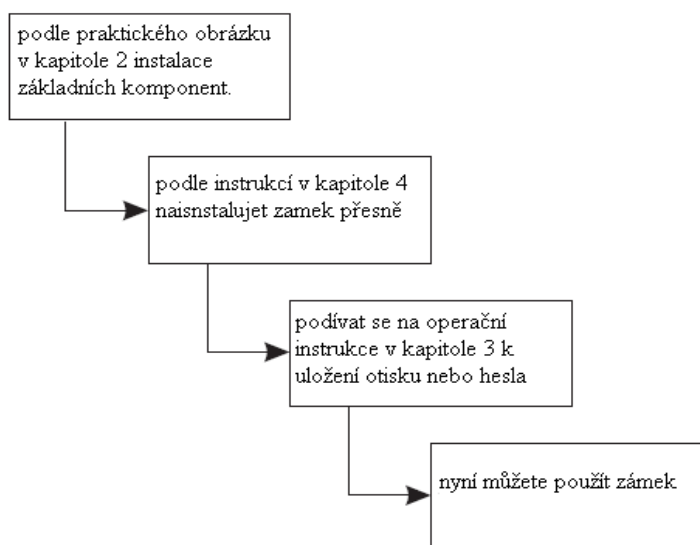 podle praktického obrázku
v kapitole 2 instalace
základních komponent.
podle instrukcí v kapitole 4
naisnstalujet zamek přesně
podívat se na operační
instrukce v kapitole 3 k
uložení otisku nebo hesla
nyní můžete použít zámek